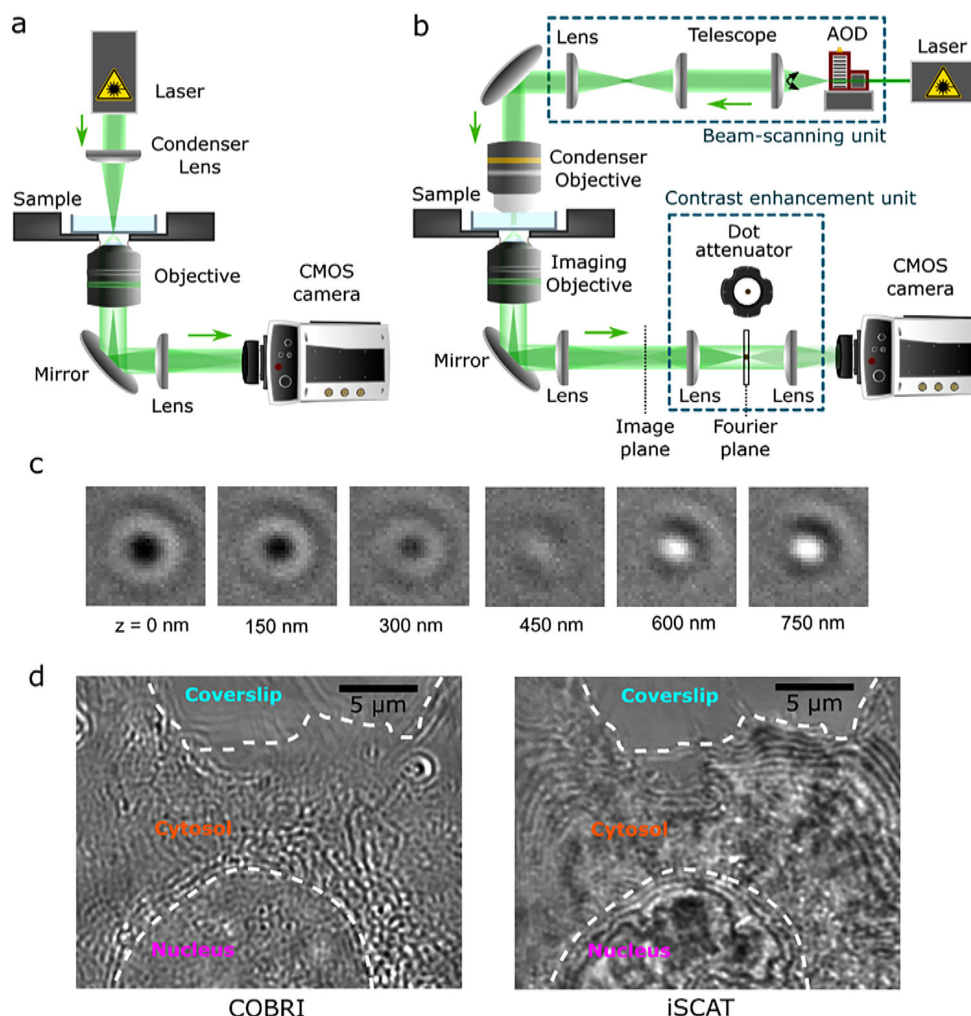 a
Laser
Condenser
Lens
Sample
Objective
CMOS
camera
Mirror
Lens
b
Lens
Telescope
AOD
Laser
Beam-scanning unit
Condenser
Objective
Sample
Contrast enhancement unit
Dot
attenuator
Imaging
Objective
CMOS
camera
Mirror
Lens
Lens
Lens
Image
plane
Fourier
plane
c
z = 0 nm
150 nm
300 nm
450 nm
600 nm
750 nm
d
Coverslip
5 μm
Cytosol
Nucleus
COBRI
Coverslip
5 μm
Cytosol
Nucleus
iSCAT